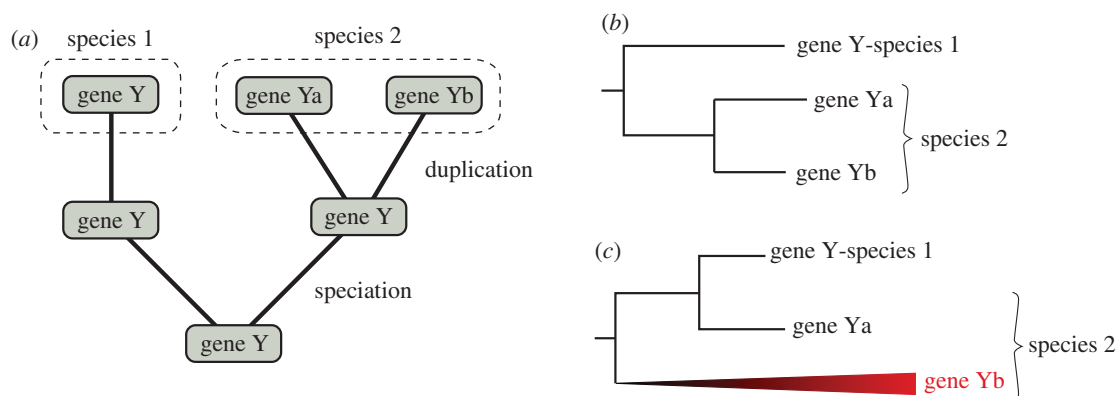 (a)
species 1
species 2
gene Y
gene Ya
gene Yb
duplication
gene Y
gene Y
speciation
gene Y
(b)
gene Y-species 1
gene Ya
species 2
gene Yb
(c)
gene Y-species 1
gene Ya
species 2
gene Yb